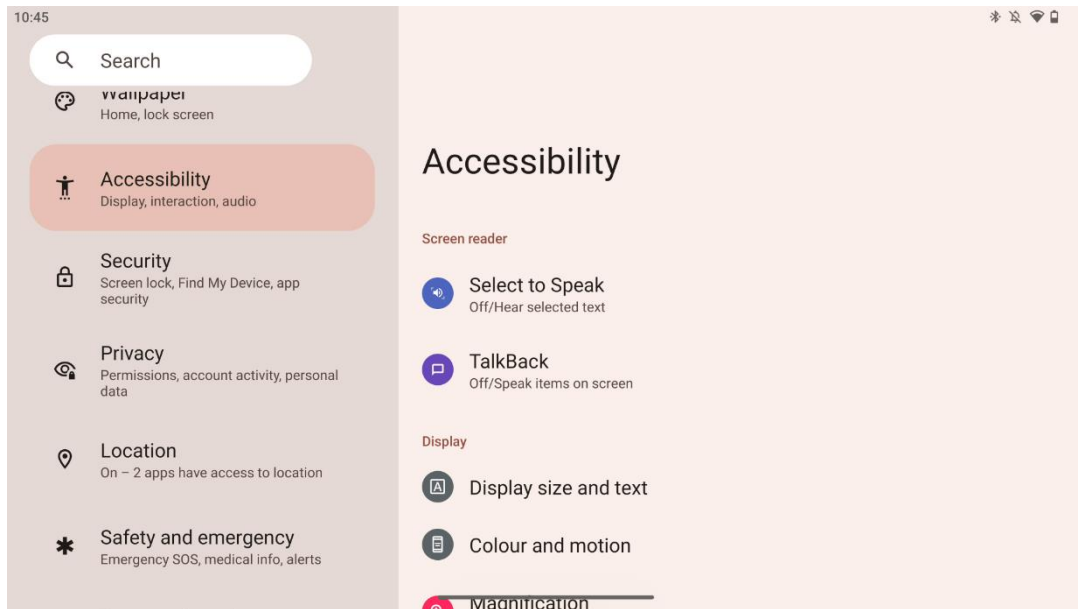 10:45
Search
Wallpaper
Home, lock screen
Accessibility
Display, interaction, audio
Security
Screen lock, Find My Device, app
security
Privacy
Permissions, account activity, personal
data
Location
On – 2 apps have access to location
Safety and emergency
Emergency SOS, medical info, alerts
Accessibility
Screen reader
Select to Speak
Off/Hear selected text
TalkBack
Off/Speak items on screen
Display
Display size and text
Colour and motion
Magnification